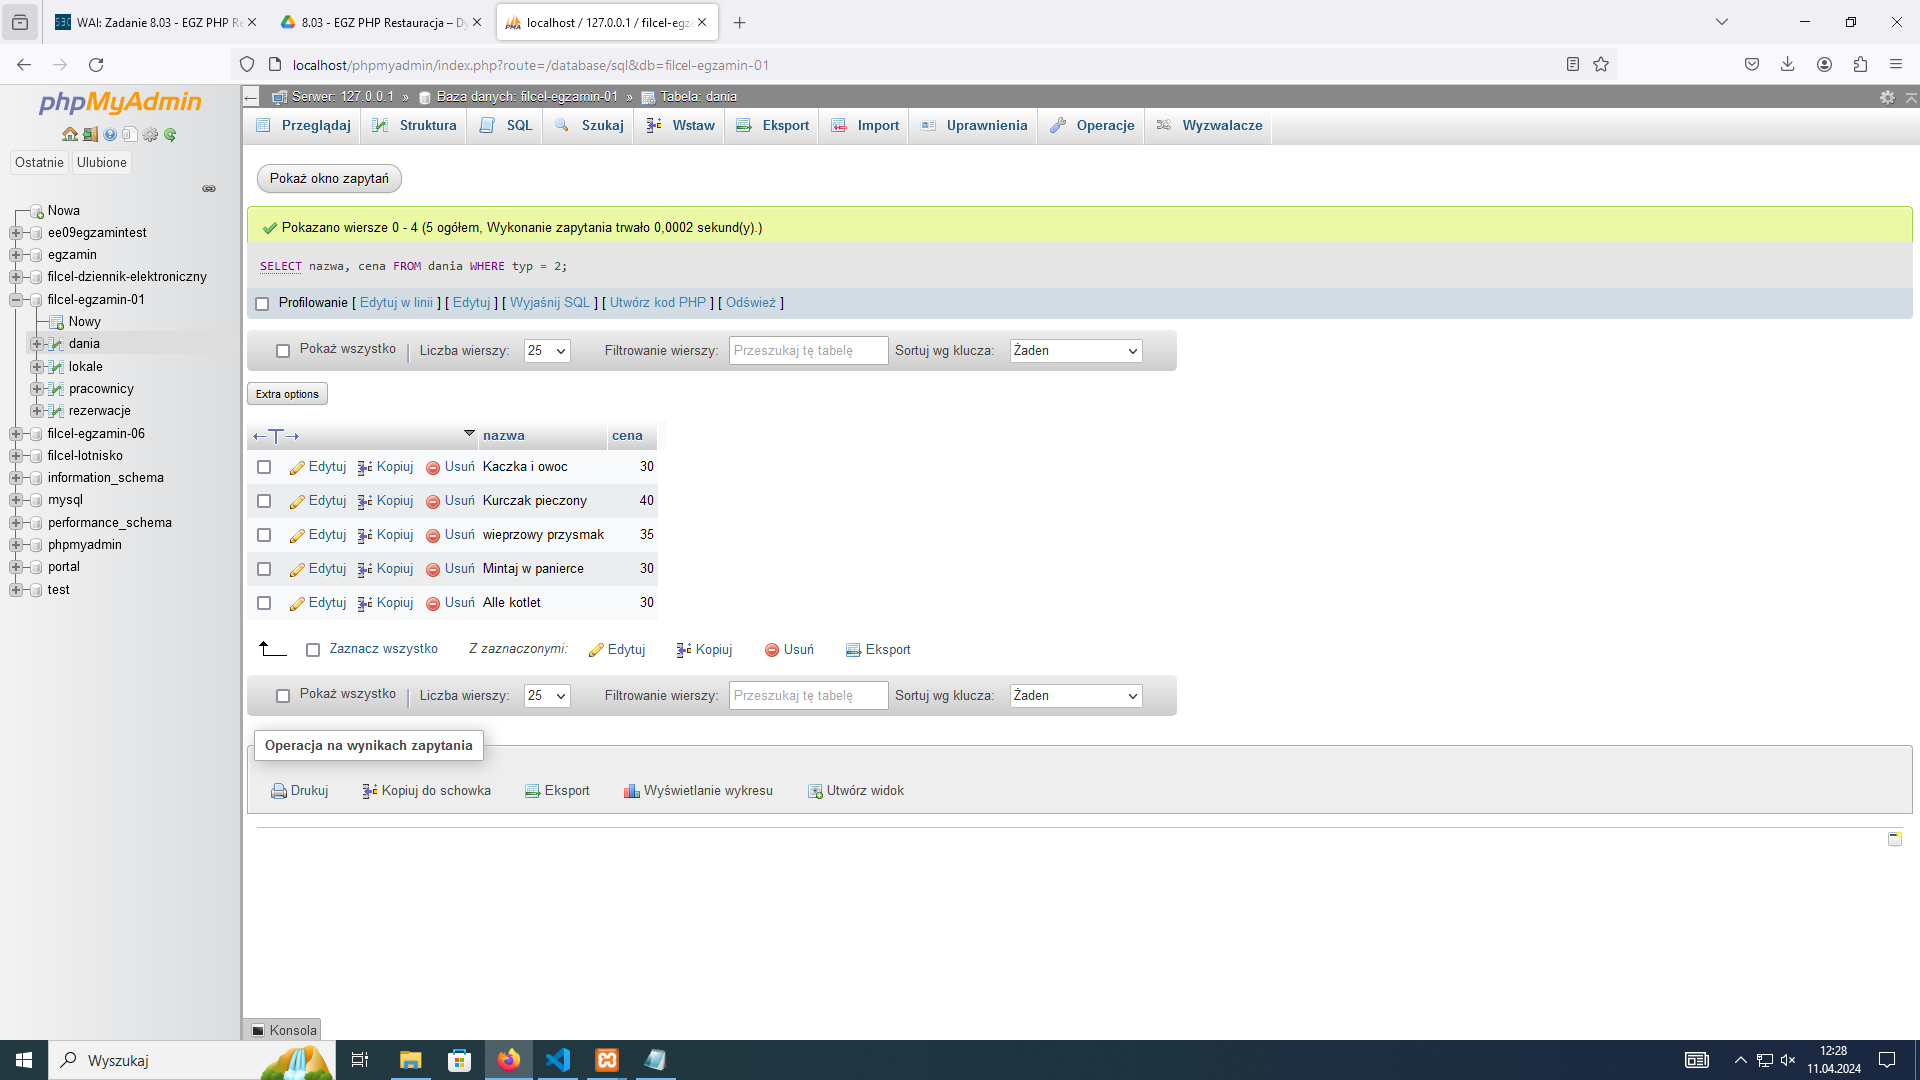 WAI: Zadanie 8.03 - EGZ PHP Re
8.03 - EGZ PHP Restauracja – Dy
localhost / 127.0.0.1 / filcel-egz
localhost/phpmyadmin/index.php?route=/database/sql&db=filcel-egzamin-01
phpMyAdmin
Ostatnie
Ulubione
Nowa
ee09egzamintest
egzamin
filcel-dziennik-elektroniczny
filcel-egzamin-01
Nowy
dania
lokale
pracownicy
rezerwacje
filcel-egzamin-06
filcel-lotnisko
information_schema
mysql
performance_schema
phpmyadmin
portal
test
Serwer: 127.0.0.1 » Baza danych: filcel-egzamin-01 » Tabela: dania
Przeglądaj Struktura SQL Szukaj Wstaw Eksport Import Uprawnienia Operacje Wyzwalacze
Pokaż okno zapytań
Pokazano wiersze 0 - 4 (5 ogółem, Wykonanie zapytania trwało 0,0002 sekund(y).)
SELECT nazwa, cena FROM dania WHERE typ = 2;
Profilowanie [ Edytuj w linii ] [ Edytuj ] [ Wyjaśnij SQL ] [ Utwórz kod PHP ] [ Odśwież ]
Pokaż wszystko Liczba wierszy: 25 Filtrowanie wierszy: Przeszukaj tę tabelę Sortuj wg klucza: Żaden
Extra options
←T→ nazwa cena
Edytuj Kopiuj Usuń Kaczka i owoc 30
Edytuj Kopiuj Usuń Kurczak pieczony 40
Edytuj Kopiuj Usuń wieprzowy przysmak 35
Edytuj Kopiuj Usuń Mintaj w panierce 30
Edytuj Kopiuj Usuń Alle kotlet 30
Zaznacz wszystko Z zaznaczonymi: Edytuj Kopiuj Usuń Eksport
Pokaż wszystko Liczba wierszy: 25 Filtrowanie wierszy: Przeszukaj tę tabelę Sortuj wg klucza: Żaden
Operacja na wynikach zapytania
Drukuj Kopiuj do schowka Eksport Wyświetlanie wykresu Utwórz widok
Konsola
Wyszukaj
12:28
11.04.2024